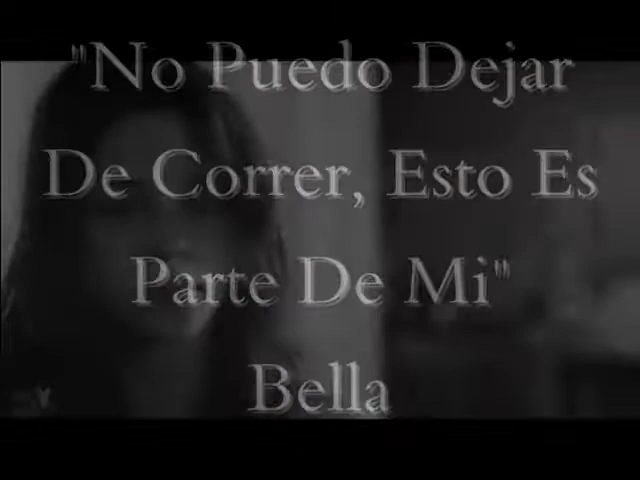 "No Puedo Dejar
De Correr, Esto Es
Parte De Mi"
Bella